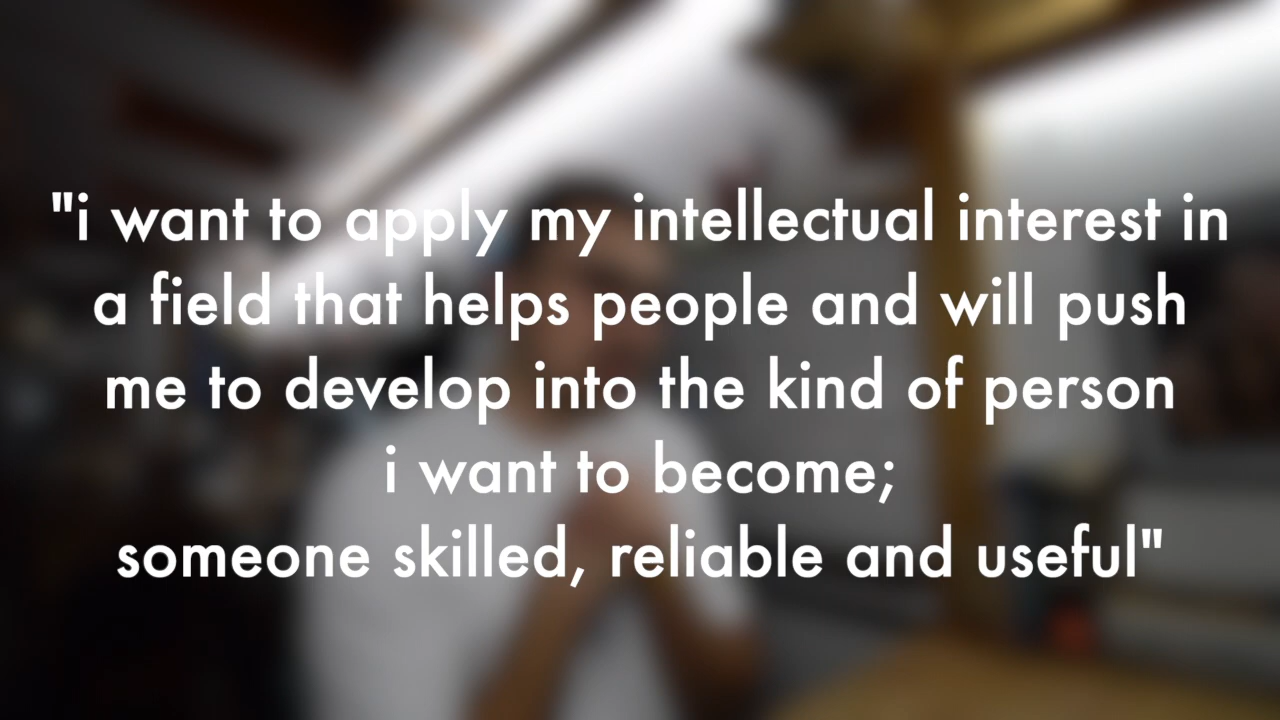 "i want to apply my intellectual interest in
a field that helps people and will push
me to develop into the kind of person
i want to become;
someone skilled, reliable and useful"